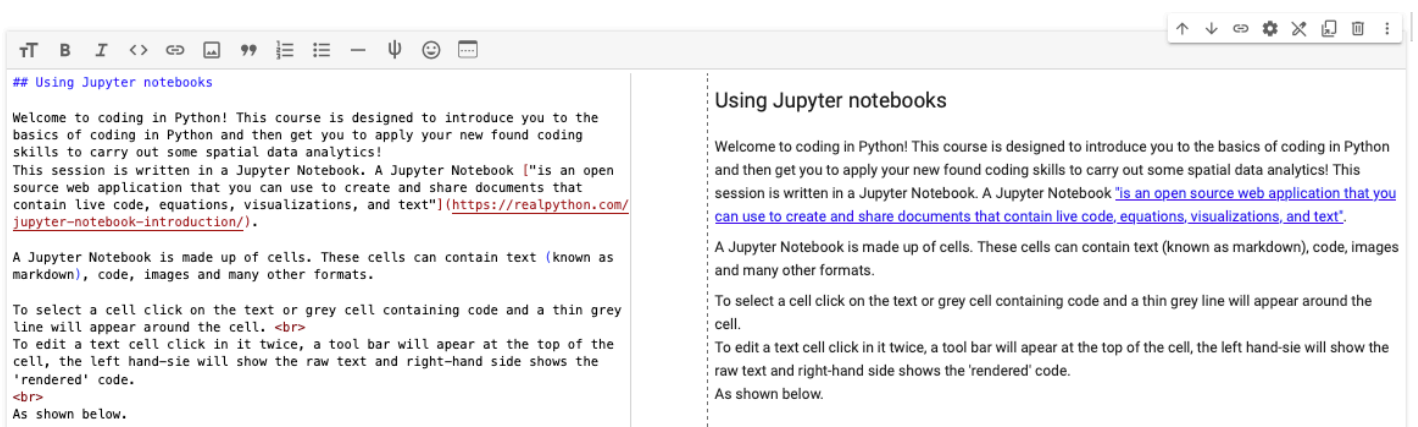 ## Using Jupyter notebooks
Welcome to coding in Python! This course is designed to introduce you to the
basics of coding in Python and then get you to apply your new found coding
skills to carry out some spatial data analytics!
This session is written in a Jupyter Notebook. A Jupyter Notebook ["is an open
source web application that you can use to create and share documents that
contain live code, equations, visualizations, and text"](https://realpython.com/
jupyter-notebook-introduction/).
A Jupyter Notebook is made up of cells. These cells can contain text (known as
markdown), code, images and many other formats.
To select a cell click on the text or grey cell containing code and a thin grey
line will appear around the cell. <br>
To edit a text cell click in it twice, a tool bar will apear at the top of the
cell, the left hand-sie will show the raw text and right-hand side shows the
'rendered' code.
<br>
As shown below.
Using Jupyter notebooks
Welcome to coding in Python! This course is designed to introduce you to the basics of coding in Python
and then get you to apply your new found coding skills to carry out some spatial data analytics! This
session is written in a Jupyter Notebook. A Jupyter Notebook "is an open source web application that you
can use to create and share documents that contain live code, equations, visualizations, and text".
A Jupyter Notebook is made up of cells. These cells can contain text (known as markdown), code, images
and many other formats.
To select a cell click on the text or grey cell containing code and a thin grey line will appear around the
cell.
To edit a text cell click in it twice, a tool bar will apear at the top of the cell, the left hand-sie will show the
raw text and right-hand side shows the 'rendered' code.
As shown below.